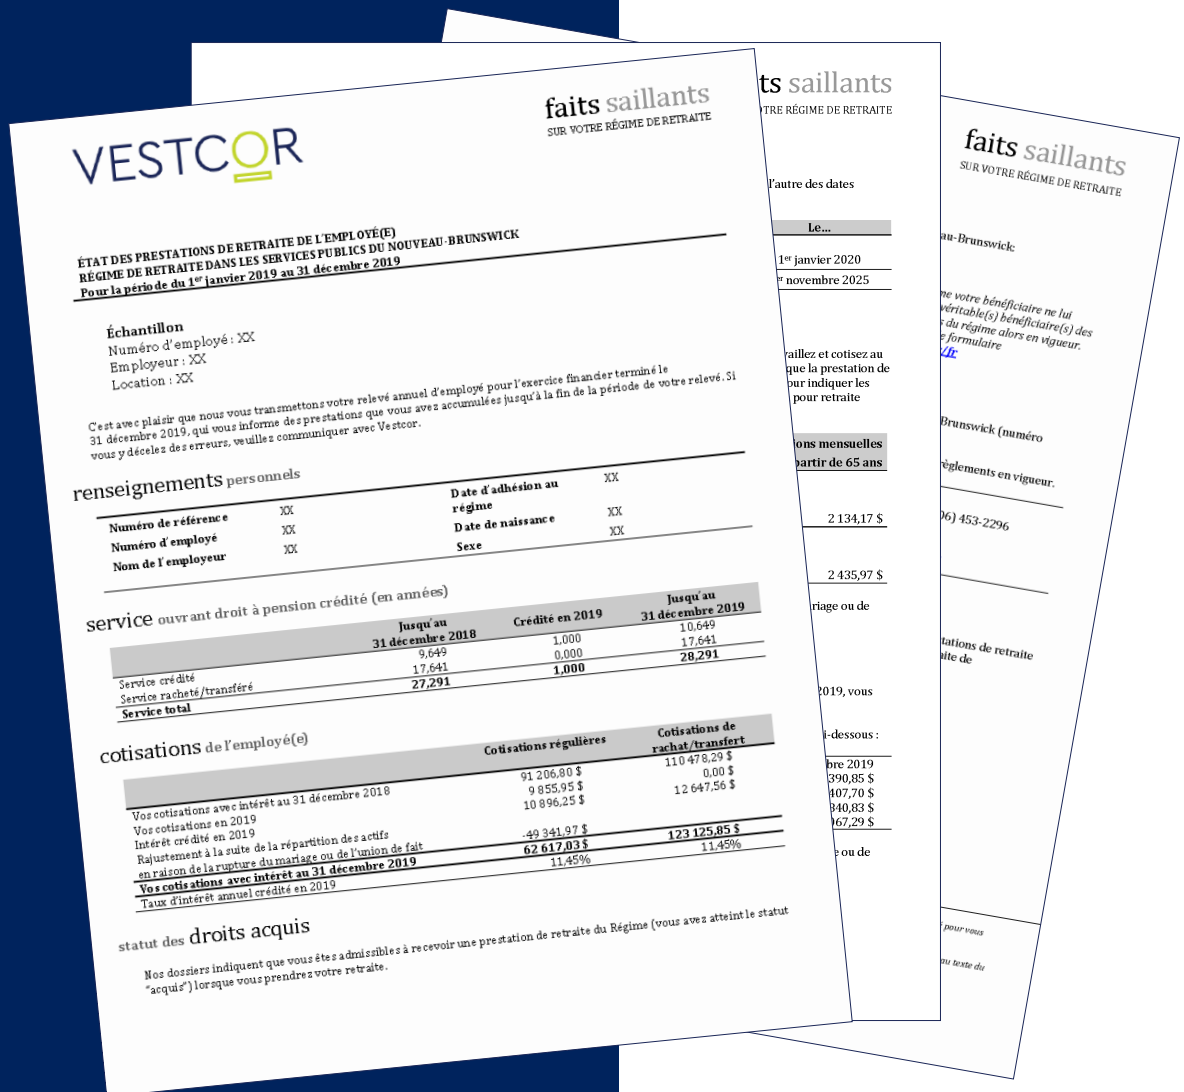 VESTCOR
faits saillants
SUR VOTRE RÉGIME DE RETRAITE
ÉTAT DES PRESTATIONS DE RETRAITE DE L'EMPLOYÉ(E)
RÉGIME DE RETRAITE DANS LES SERVICES PUBLICS DU NOUVEAU-BRUNSWICK
Pour la période du 1er janvier 2019 au 31 décembre 2019
Échantillon
Numéro d'employé : XX
Employeur : XX
Location : XX
C'est avec plaisir que nous vous transmettons votre relevé annuel d'employé pour l'exercice financier terminé le
31 décembre 2019, qui vous informe des prestations que vous avez accumulées jusqu'à la fin de la période de votre relevé. Si
vous y décelez des erreurs, veuillez communiquer avec Vestcor.
renseignements personnels
Numéro de référence XX Date d'adhésion au régime XX
Numéro d'employé XX Date de naissance XX
Nom de l'employeur XX Sexe XX
service ouvrant droit à pension crédité (en années)
Jusqu'au 31 décembre 2018 Crédité en 2019 Jusqu'au 31 décembre 2019
Service crédité 9,649 1,000 10,649
Service racheté/transféré 17,641 0,000 17,641
Service total 27,291 1,000 28,291
cotisations de l'employé(e)
Cotisations régulières Cotisations de rachat/transfert
Vos cotisations avec intérêt au 31 décembre 2018 91 206,80 $ 110 478,29 $
Vos cotisations en 2019 9 855,95 $ 0,00 $
Intérêt crédité en 2019 10 896,25 $ 12 647,56 $
Rajustement à la suite de la répartition des actifs
en raison de la rupture du mariage ou de l'union de fait -49 341,97 $
Vos cotisations avec intérêt au 31 décembre 2019 62 617,03 $ 123 125,85 $
Taux d'intérêt annuel crédité en 2019 11,45% 11,45%
statut des droits acquis
Nos dossiers indiquent que vous êtes admissibles à recevoir une prestation de retraite du Régime (vous avez atteint le statut
"acquis") lorsque vous prendrez votre retraite.
ts saillants
OTRE RÉGIME DE RETRAITE
l'autre des dates
Le...
1er janvier 2020
er novembre 2025
vaillez et cotisez au
que la prestation de
our indiquer les
pour retraite
ions mensuelles
partir de 65 ans
2 134,17 $
2 435,97 $
riage ou de
2019, vous
i-dessous :
bre 2019
390,85 $
407,70 $
840,83 $
067,29 $
e ou de
faits saillants
SUR VOTRE RÉGIME DE RETRAITE
au-Brunswick:
me votre bénéficiaire ne lui
véritable(s) bénéficiaire(s) des
s du régime alors en vigueur.
e formulaire
/fr
Brunswick (numéro
règlements en vigueur.
06) 453-2296
tations de retraite
aite de
pour vous
au texte du